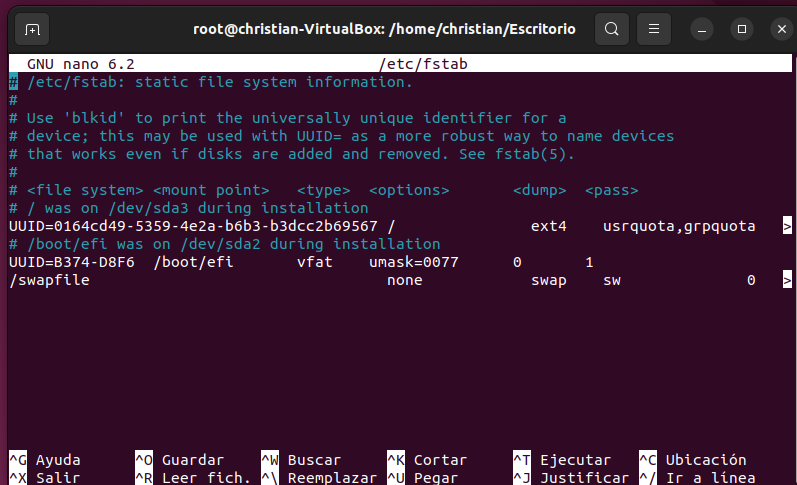 root@christian-VirtualBox: /home/christian/Escritorio
GNU nano 6.2 /etc/fstab
# /etc/fstab: static file system information.
#
# Use 'blkid' to print the universally unique identifier for a
# device; this may be used with UUID= as a more robust way to name devices
# that works even if disks are added and removed. See fstab(5).
#
# <file system> <mount point>   <type>  <options>       <dump>  <pass>
# / was on /dev/sda3 during installation
UUID=0164cd49-5359-4e2a-b6b3-b3dcc2b69567 /               ext4    usrquota,grpquota   >
# /boot/efi was on /dev/sda2 during installation
UUID=B374-D8F6  /boot/efi       vfat    umask=0077      0       1
/swapfile                                 none            swap    sw              0   >
^G Ayuda ^O Guardar ^W Buscar ^K Cortar ^T Ejecutar ^C Ubicación
^X Salir ^R Leer fich. ^\ Reemplazar ^U Pegar ^J Justificar ^/ Ir a línea